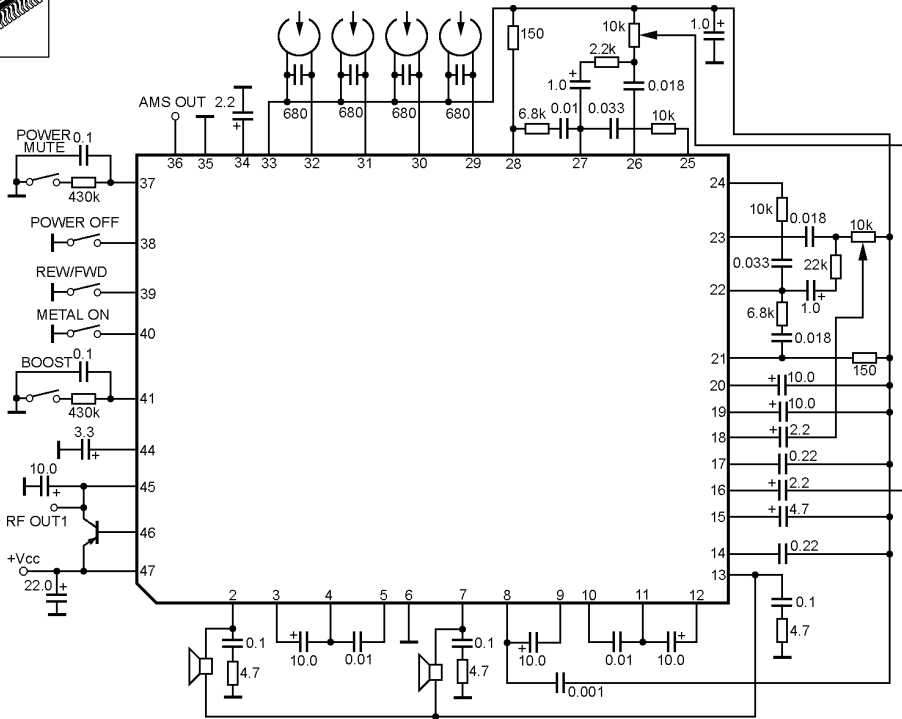 150
10k
1.0 +
2.2k
+
1.0
0.018
AMS OUT 2.2
+
680 680 680 680
6.8k 0.01 0.033 10k
POWER 0.1
MUTE
430k
36 35 34 33 32 31 30 29 28 27 26 25
37
24
10k
0.018
10k
POWER OFF
38
23
0.033
22k
REW/FWD
39
22
1.0 +
METAL ON
40
6.8k
0.018
BOOST 0.1
21
150
430k
41
20 + 10.0
19 + 10.0
3.3
+
44
18 + 2.2
10.0
+
45
17 0.22
16 + 2.2
RF OUT1
46
15 + 4.7
+Vcc
47
14 0.22
22.0 +
13
2 3 4 5 6 7 8 9 10 11 12
0.1
4.7
0.1
4.7
+
10.0
0.01
0.1
4.7
+
10.0
0.01
+
10.0
0.001